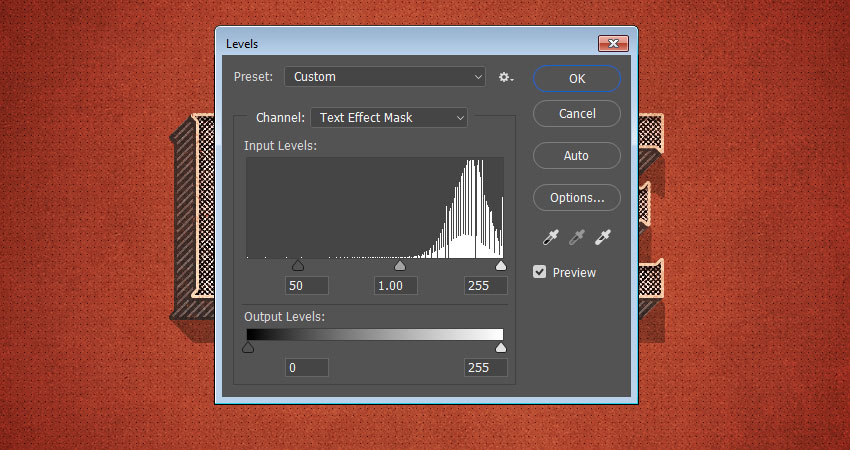 Levels
Preset: Custom
OK
Channel: Text Effect Mask
Cancel
Input Levels:
Auto
Options...
Preview
50 1.00 255
Output Levels:
0 255